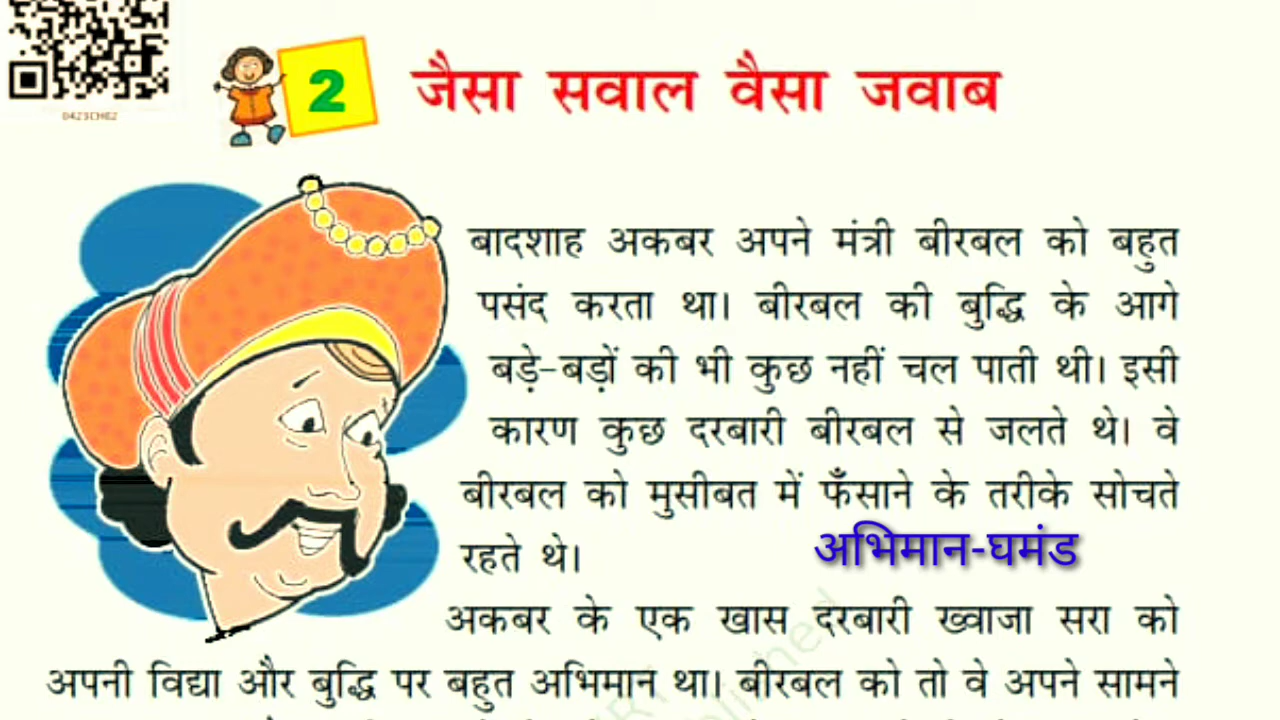 0423CH02
2 जैसा सवाल वैसा जवाब
बादशाह अकबर अपने मंत्री बीरबल को बहुत
पसंद करता था। बीरबल की बुद्धि के आगे
बड़े-बड़ों की भी कुछ नहीं चल पाती थी। इसी
कारण कुछ दरबारी बीरबल से जलते थे। वे
बीरबल को मुसीबत में फँसाने के तरीके सोचते
रहते थे।
अभिमान-घमंड
अकबर के एक खास दरबारी ख्वाजा सरा को
अपनी विद्या और बुद्धि पर बहुत अभिमान था। बीरबल को तो वे अपने सामने